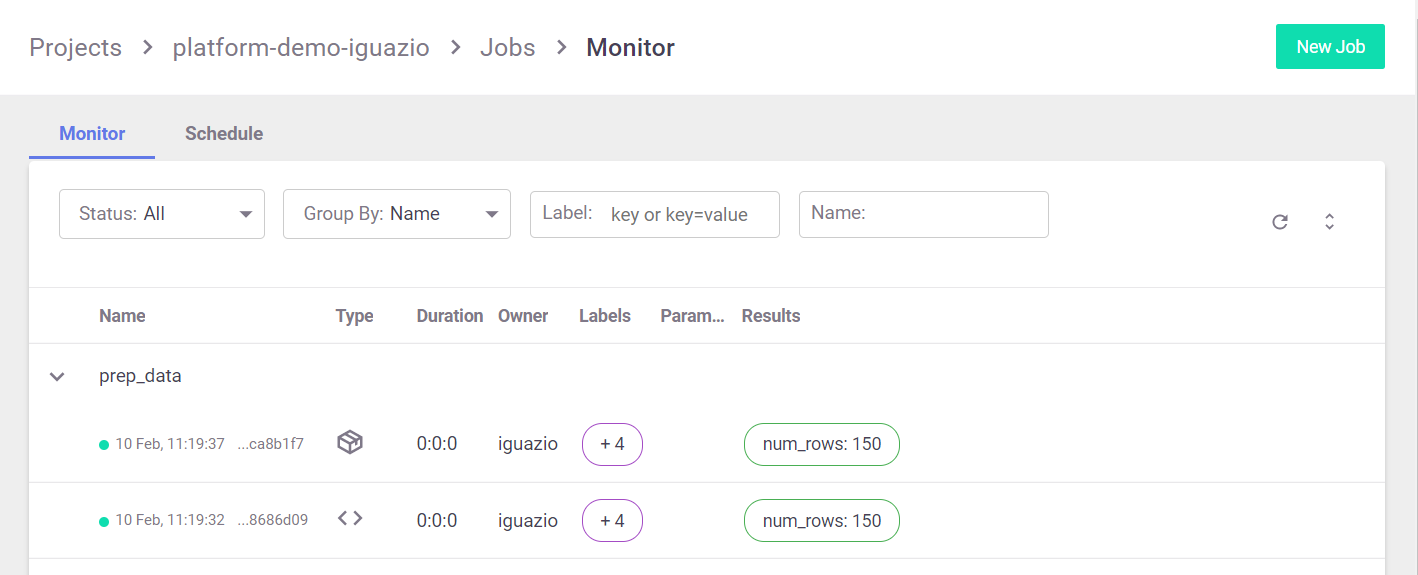 Projects > platform-demo-iguazio > Jobs > Monitor
New Job
Monitor Schedule
Status: All Group By: Name Label: key or key=value Name:
Name Type Duration Owner Labels Param... Results
prep_data
10 Feb, 11:19:37 ...ca8b1f7 0:0:0 iguazio + 4 num_rows: 150
10 Feb, 11:19:32 ...8686d09 <> 0:0:0 iguazio + 4 num_rows: 150